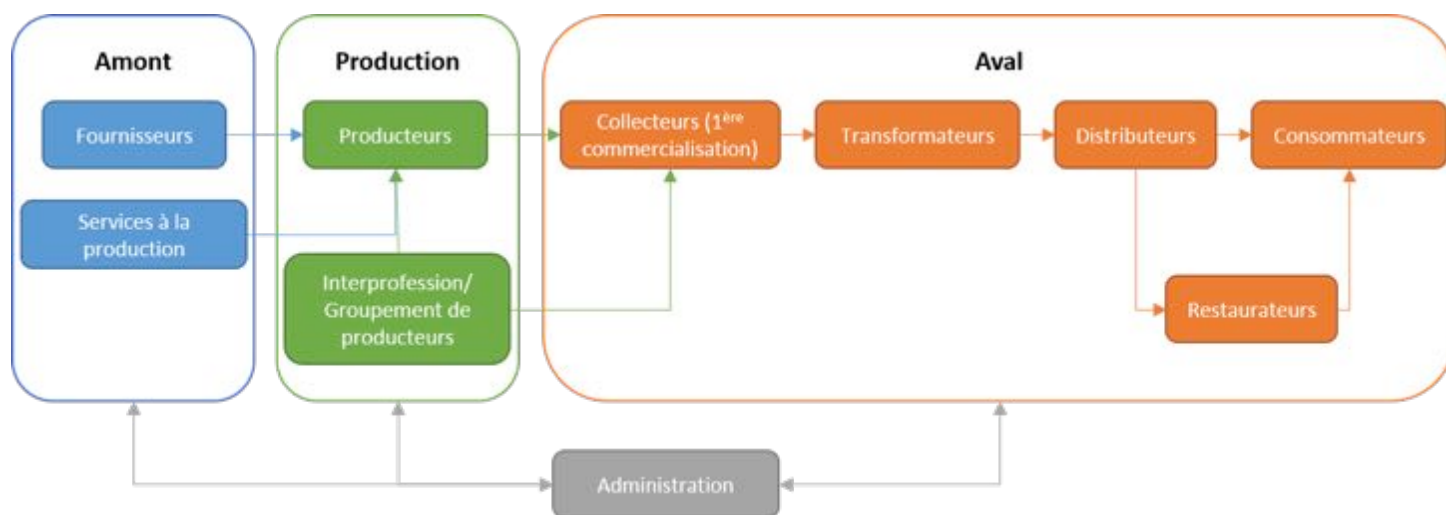 Amont
Fournisseurs
Services à la
production
Production
Producteurs
Interprofession/
Groupement de
producteurs
Aval
Collecteurs (1ère
commercialisation)
Transformateurs
Distributeurs
Consommateurs
Restaurateurs
Administration